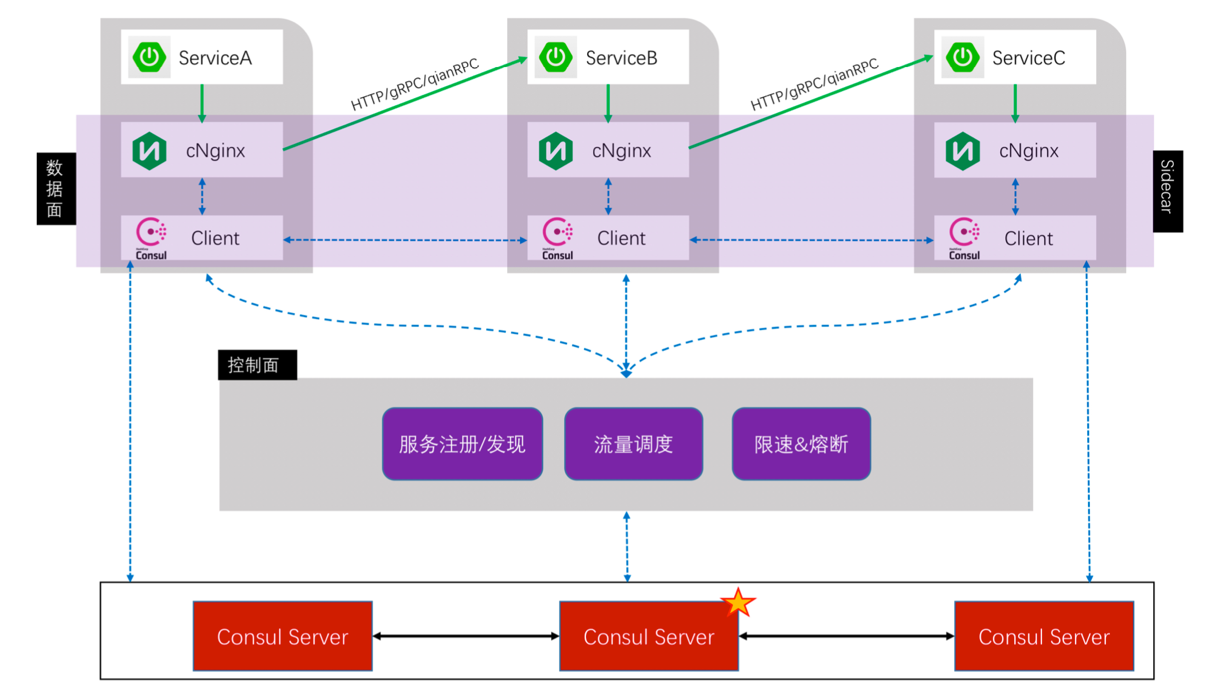 ServiceA
ServiceB
ServiceC
HTTP/gRPC/qianRPC
HTTP/gRPC/qianRPC
cNginx
cNginx
cNginx
数据面
Sidecar
Client
Client
Client
Consul
Consul
Consul
控制面
服务注册/发现
流量调度
限速&熔断
Consul Server
Consul Server
Consul Server